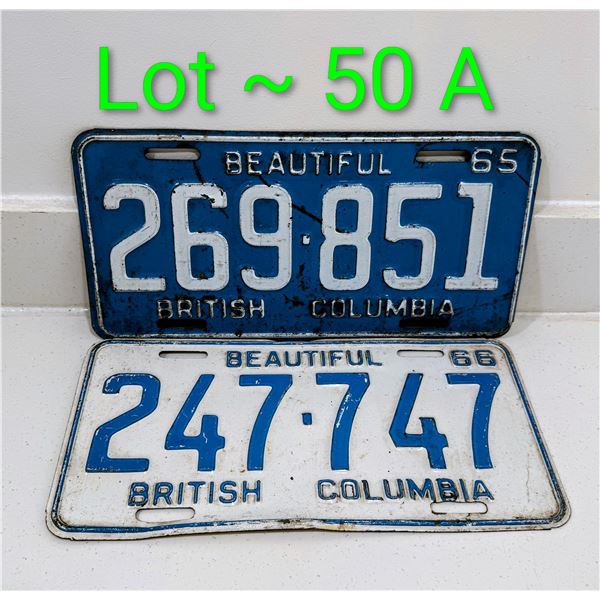 Lot ~ 50 A
BEAUTIFUL 65
269·851
BRITISH COLUMBIA
BEAUTIFUL 66
247·747
BRITISH COLUMBIA